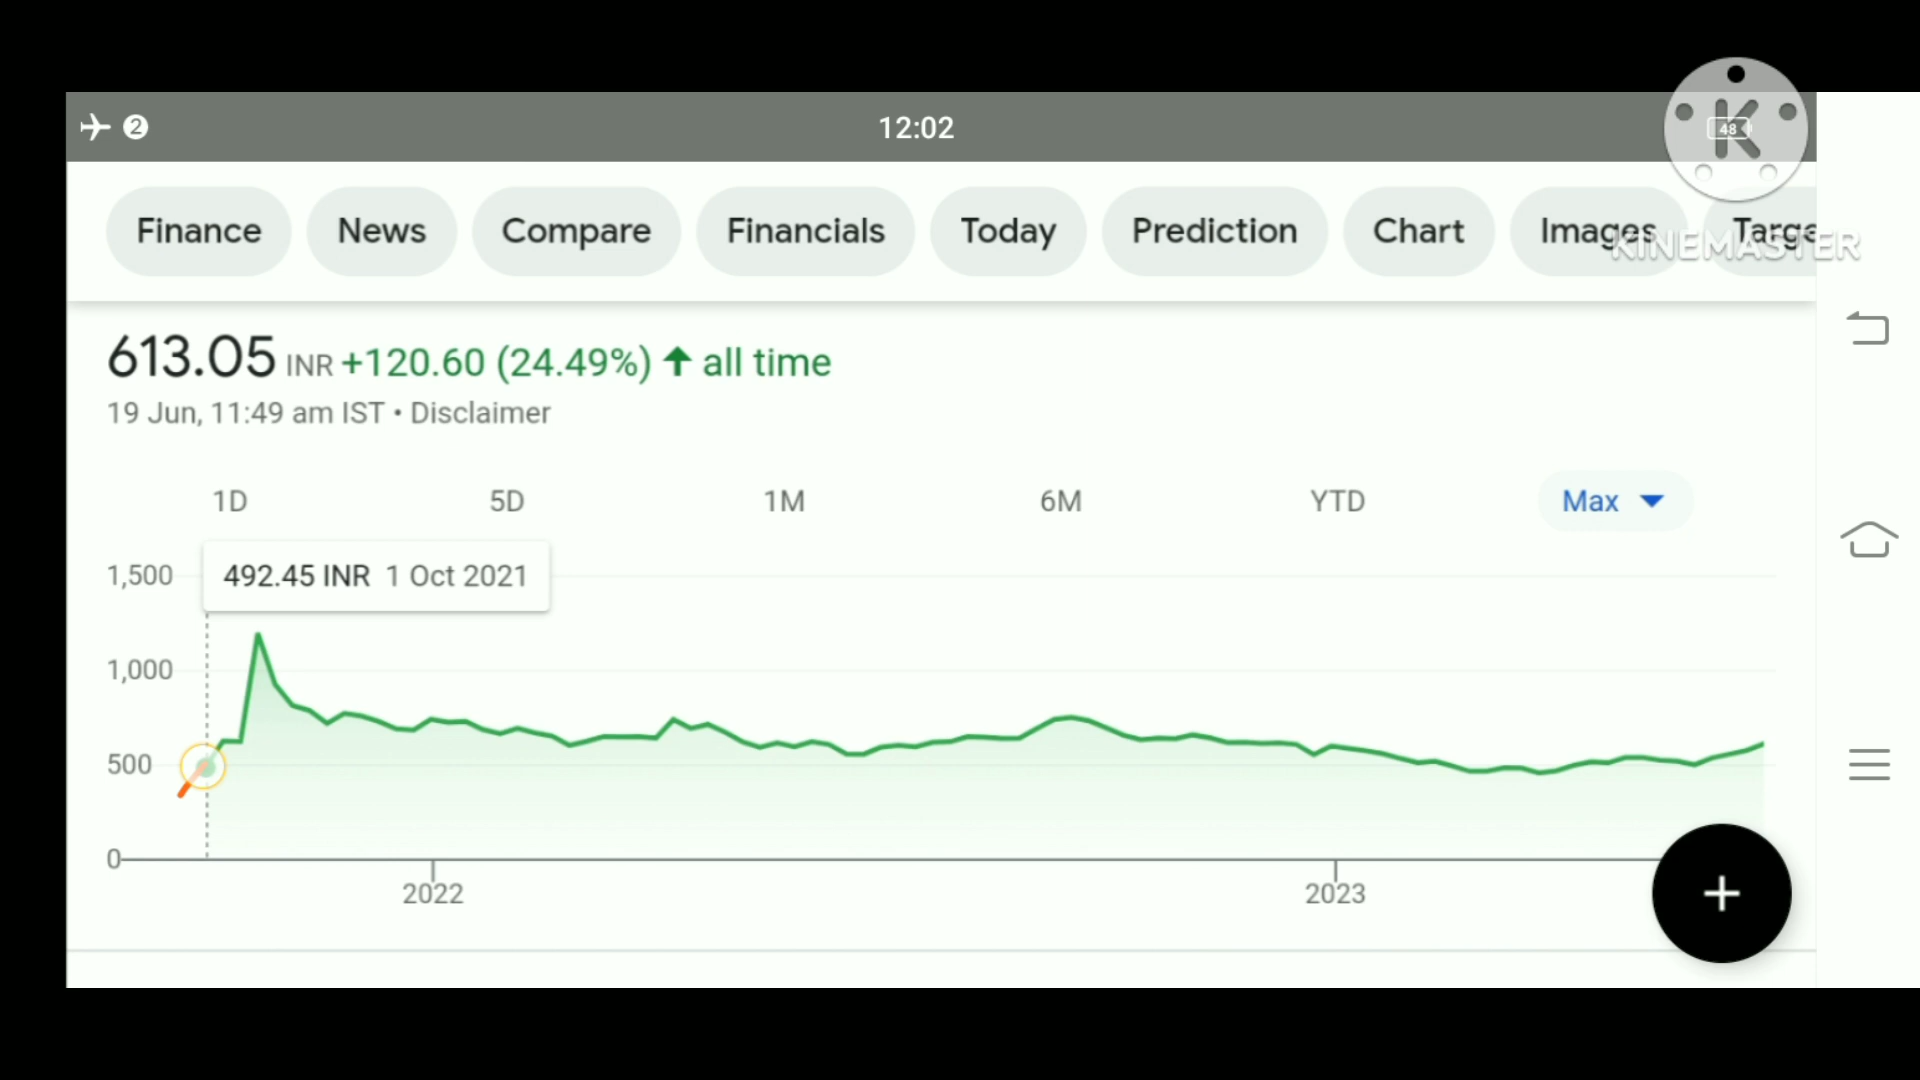 2 12:02 48
K
KINEMASTER
Finance News Compare Financials Today Prediction Chart Images Targe
613.05 INR +120.60 (24.49%) ↑ all time
19 Jun, 11:49 am IST • Disclaimer
1D 5D 1M 6M YTD Max
492.45 INR 1 Oct 2021
1,500
1,000
500
0
2022 2023
+